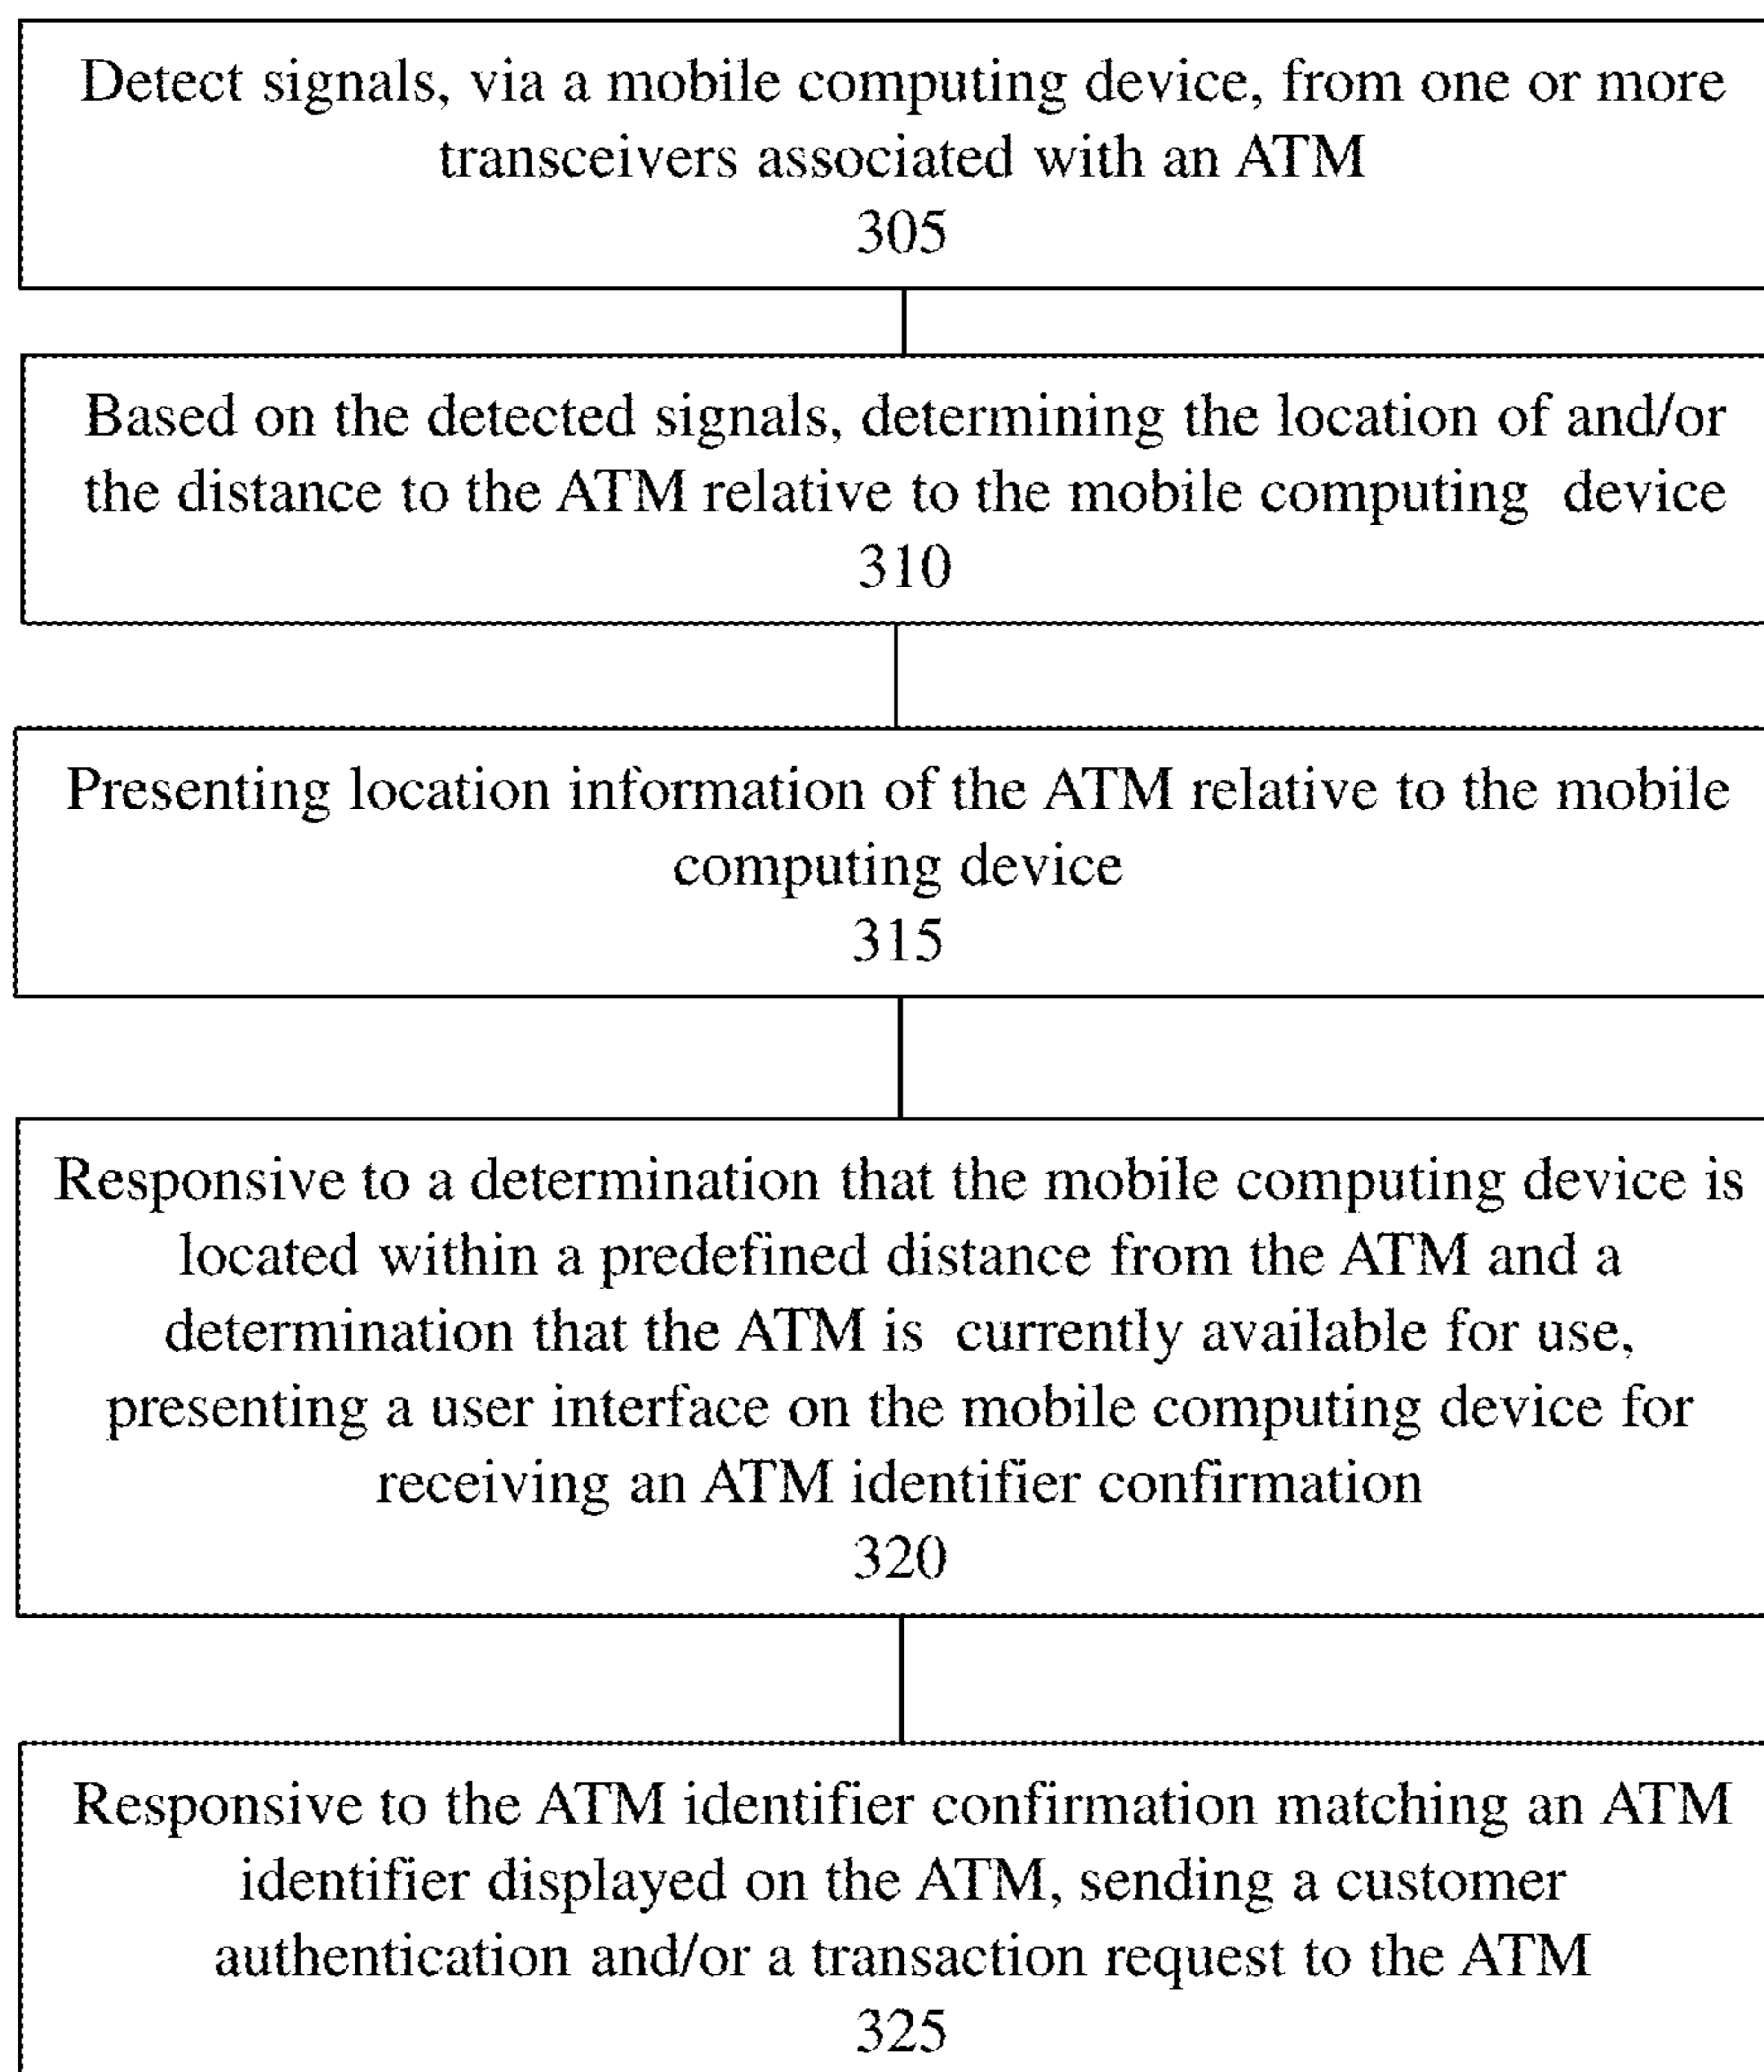 Detect signals, via a mobile computing device, from one or more
transceivers associated with an ATM
305
Based on the detected signals, determining the location of and/or
the distance to the ATM relative to the mobile computing device
310
Presenting location information of the ATM relative to the mobile
computing device
315
Responsive to a determination that the mobile computing device is
located within a predefined distance from the ATM and a
determination that the ATM is currently available for use,
presenting a user interface on the mobile computing device for
receiving an ATM identifier confirmation
320
Responsive to the ATM identifier confirmation matching an ATM
identifier displayed on the ATM, sending a customer
authentication and/or a transaction request to the ATM
325